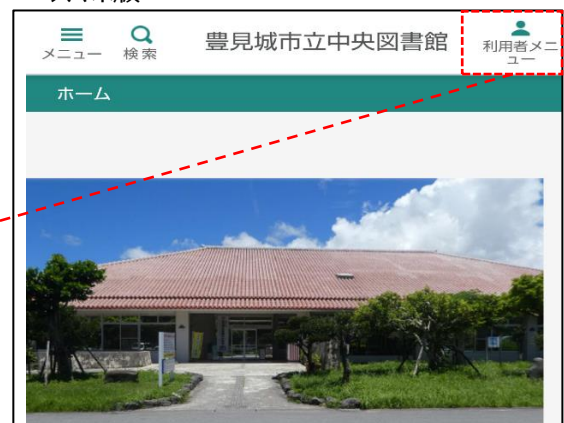 メニュー
検索
豊見城市立中央図書館
利用者メニ
ュー
ホーム